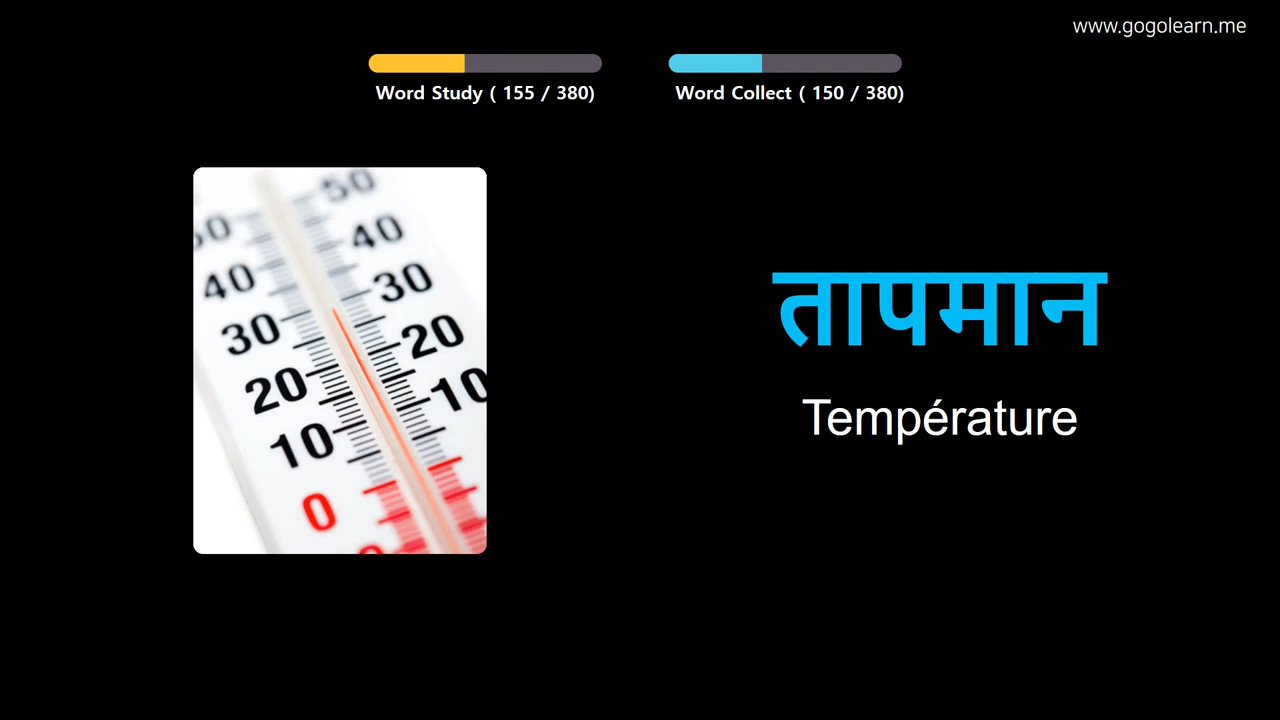 www.gogolearn.me
Word Study ( 155 / 380)
Word Collect ( 150 / 380)
तापमान
Température
50
40
30
20
10
40
30
20
10
0